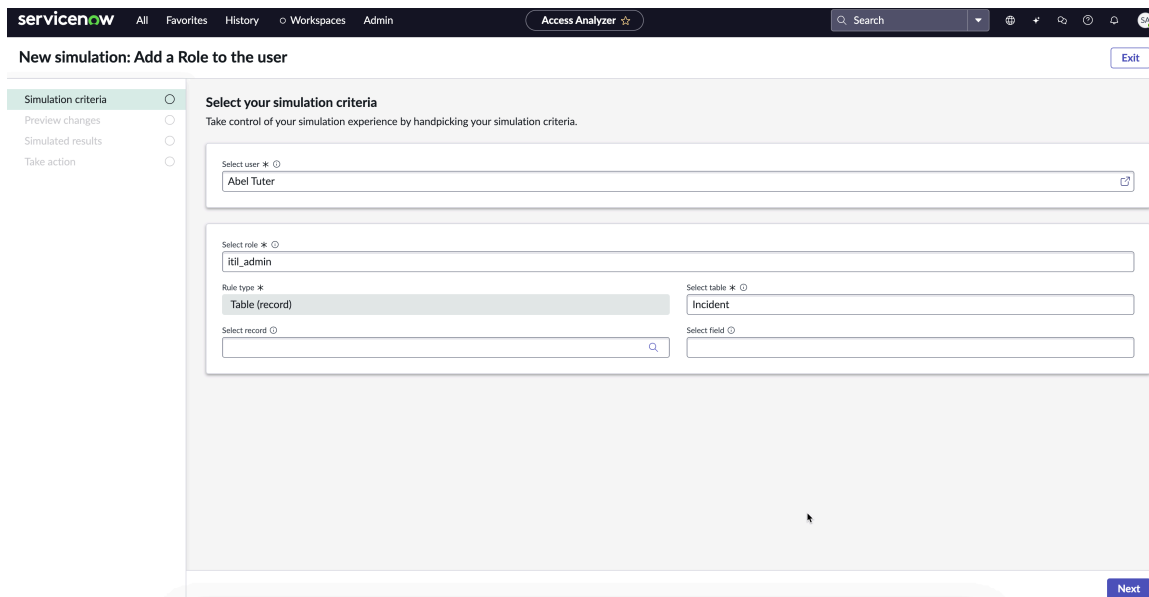 servicenow All Favorites History Workspaces Admin Access Analyzer Search SA
New simulation: Add a Role to the user
Exit
Simulation criteria
Preview changes
Simulated results
Take action
Select your simulation criteria
Take control of your simulation experience by handpicking your simulation criteria.
Select user *
Abel Tuter
Select role *
itil_admin
Rule type *
Select table *
Table (record)
Incident
Select record
Select field
Next